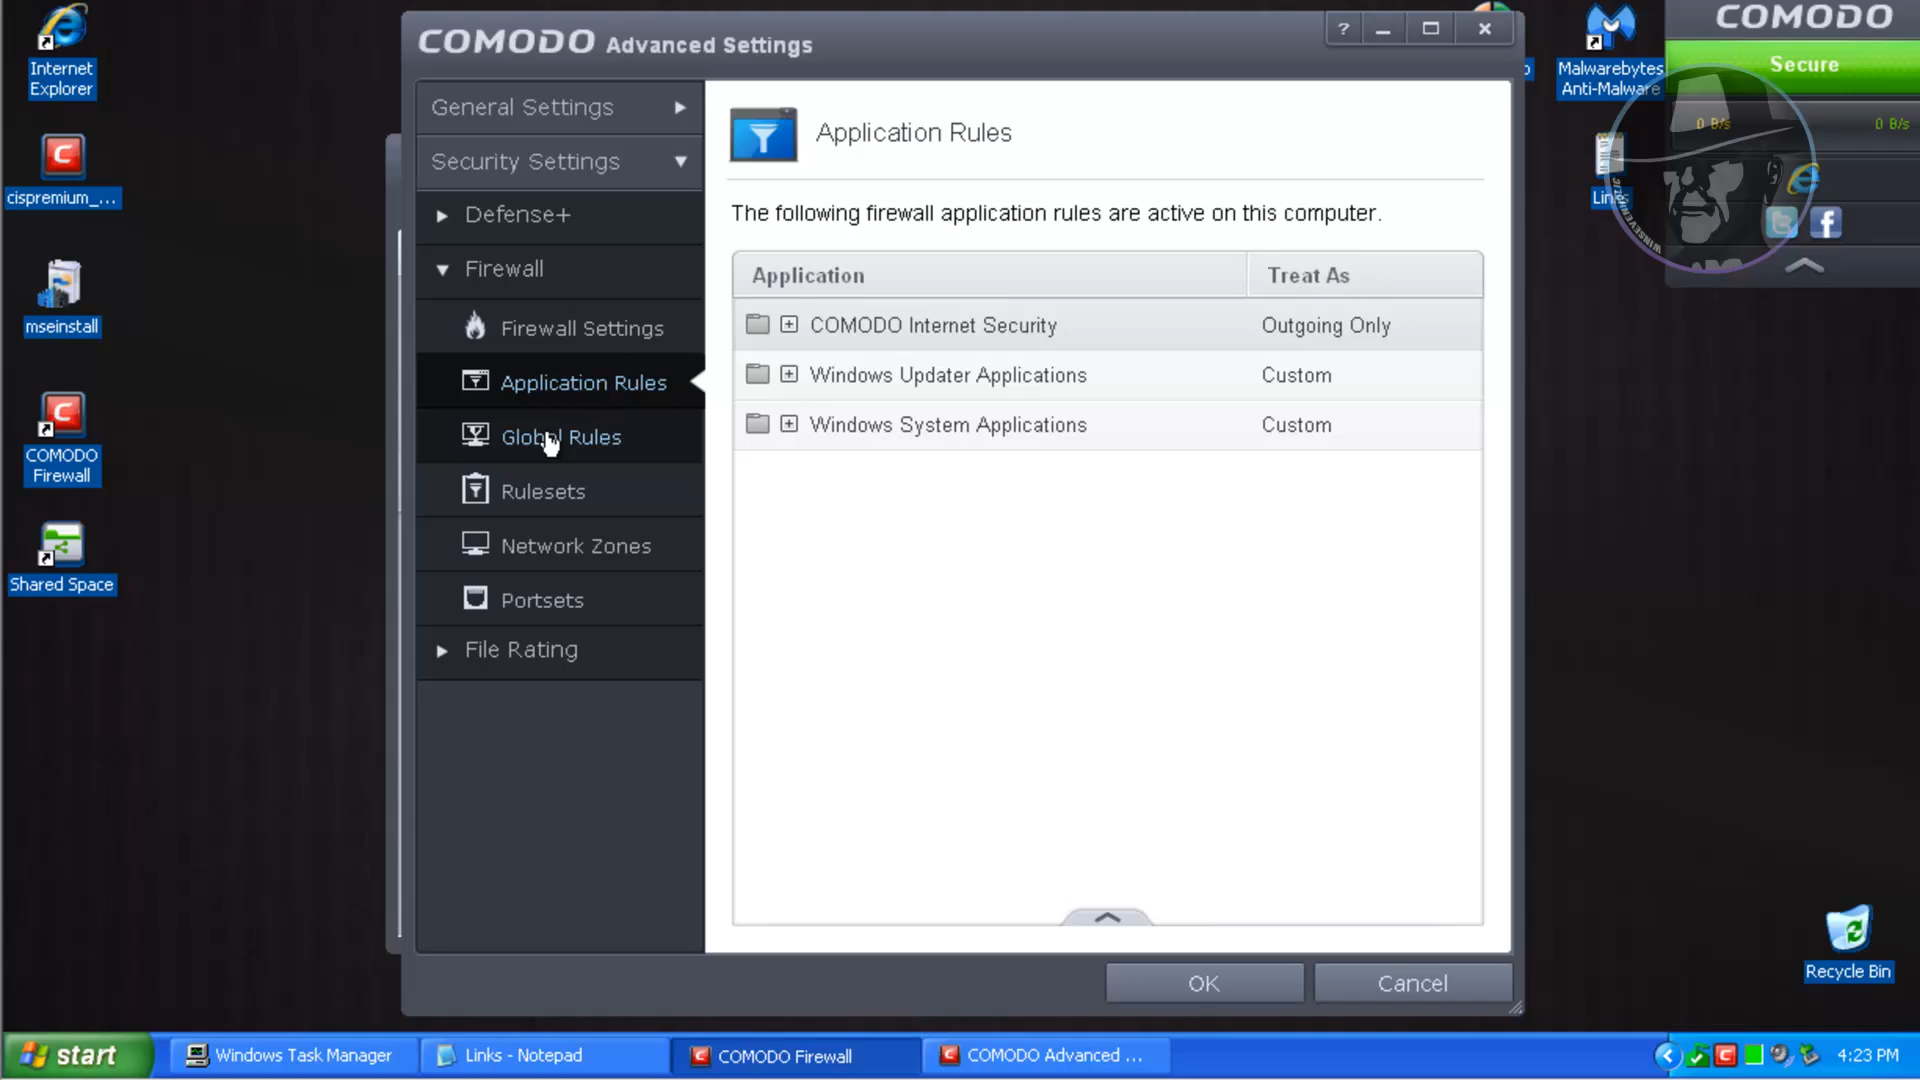 COMODO Advanced Settings
?
General Settings
Security Settings
Defense+
Firewall
Firewall Settings
Application Rules
Global Rules
Rulesets
Network Zones
Portsets
File Rating
Application Rules
The following firewall application rules are active on this computer.
Application Treat As
COMODO Internet Security Outgoing Only
Windows Updater Applications Custom
Windows System Applications Custom
OK Cancel
Internet
Explorer
cispremium_...
mseinstall
COMODO
Firewall
Shared Space
Malwarebytes
Anti-Malware
Links
COMODO
Secure
0 B/s 0 B/s
Recycle Bin
start
Windows Task Manager
Links - Notepad
COMODO Firewall
COMODO Advanced ...
4:23 PM